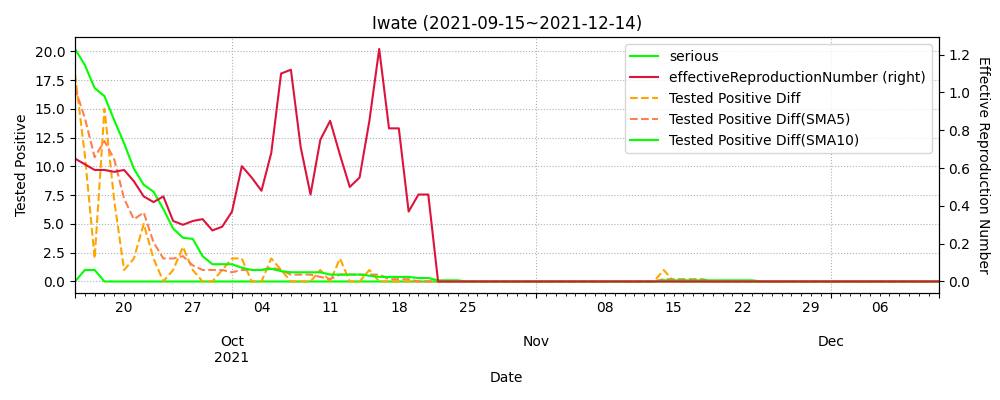 Iwate (2021-09-15~2021-12-14)
20.0
17.5
15.0
12.5
10.0
7.5
5.0
2.5
0.0
Tested Positive
serious
effectiveReproductionNumber (right)
Tested Positive Diff
Tested Positive Diff(SMA5)
Tested Positive Diff(SMA10)
1.2
1.0
0.8
0.6
0.4
0.2
0.0
Effective Reproduction Number
20 27 04 11 18 25 08 15 22 29 06
Oct Nov Dec
2021
Date